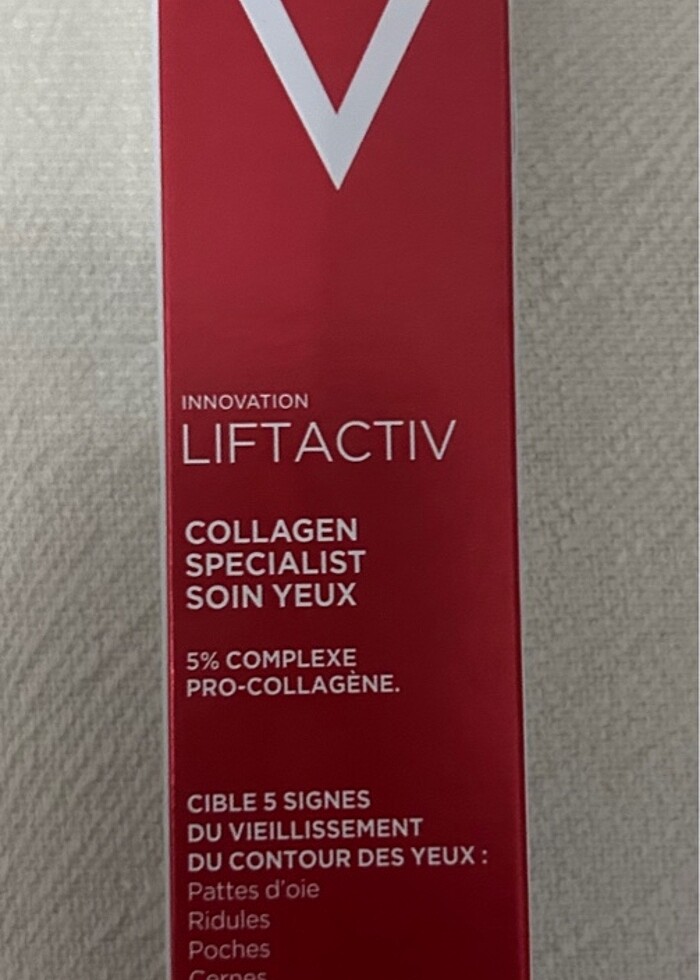 V
INNOVATION
LIFTACTIV
COLLAGEN
SPECIALIST
SOIN YEUX
5% COMPLEXE
PRO-COLLAGÈNE.
CIBLE 5 SIGNES
DU VIEILLISSEMENT
DU CONTOUR DES YEUX :
Pattes d'oie
Ridules
Poches
Cernes